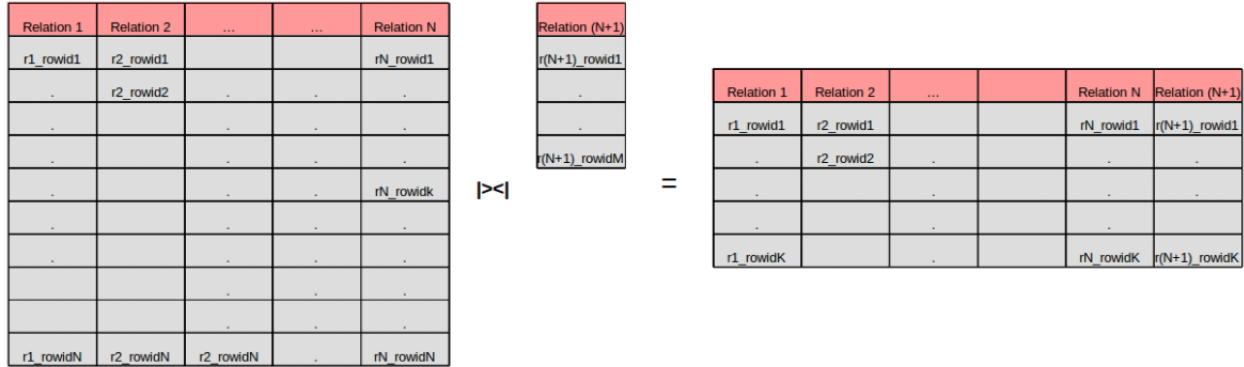 Relation 1 Relation 2 ... ... Relation N
r1_rowid1 r2_rowid1 rN_rowid1
. r2_rowid2 . . .
. . . .
. . . .
. . . rN_rowidk
. . . .
. . . .
. . .
. . .
r1_rowidN r2_rowidN r2_rowidN . rN_rowidN
|><|
Relation (N+1)
r(N+1)_rowid1
.
.
r(N+1)_rowidM
=
Relation 1 Relation 2 ... Relation N Relation (N+1)
r1_rowid1 r2_rowid1 rN_rowid1 r(N+1)_rowid1
. r2_rowid2 . . .
. . . .
. . .
r1_rowidK . rN_rowidK r(N+1)_rowidK